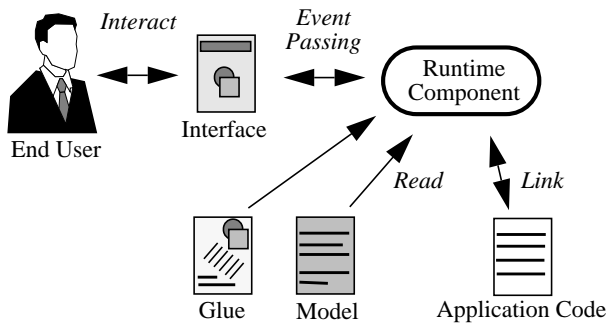 Interact
Event
Passing
Runtime
Component
Interface
End User
Read
Link
Glue
Model
Application Code